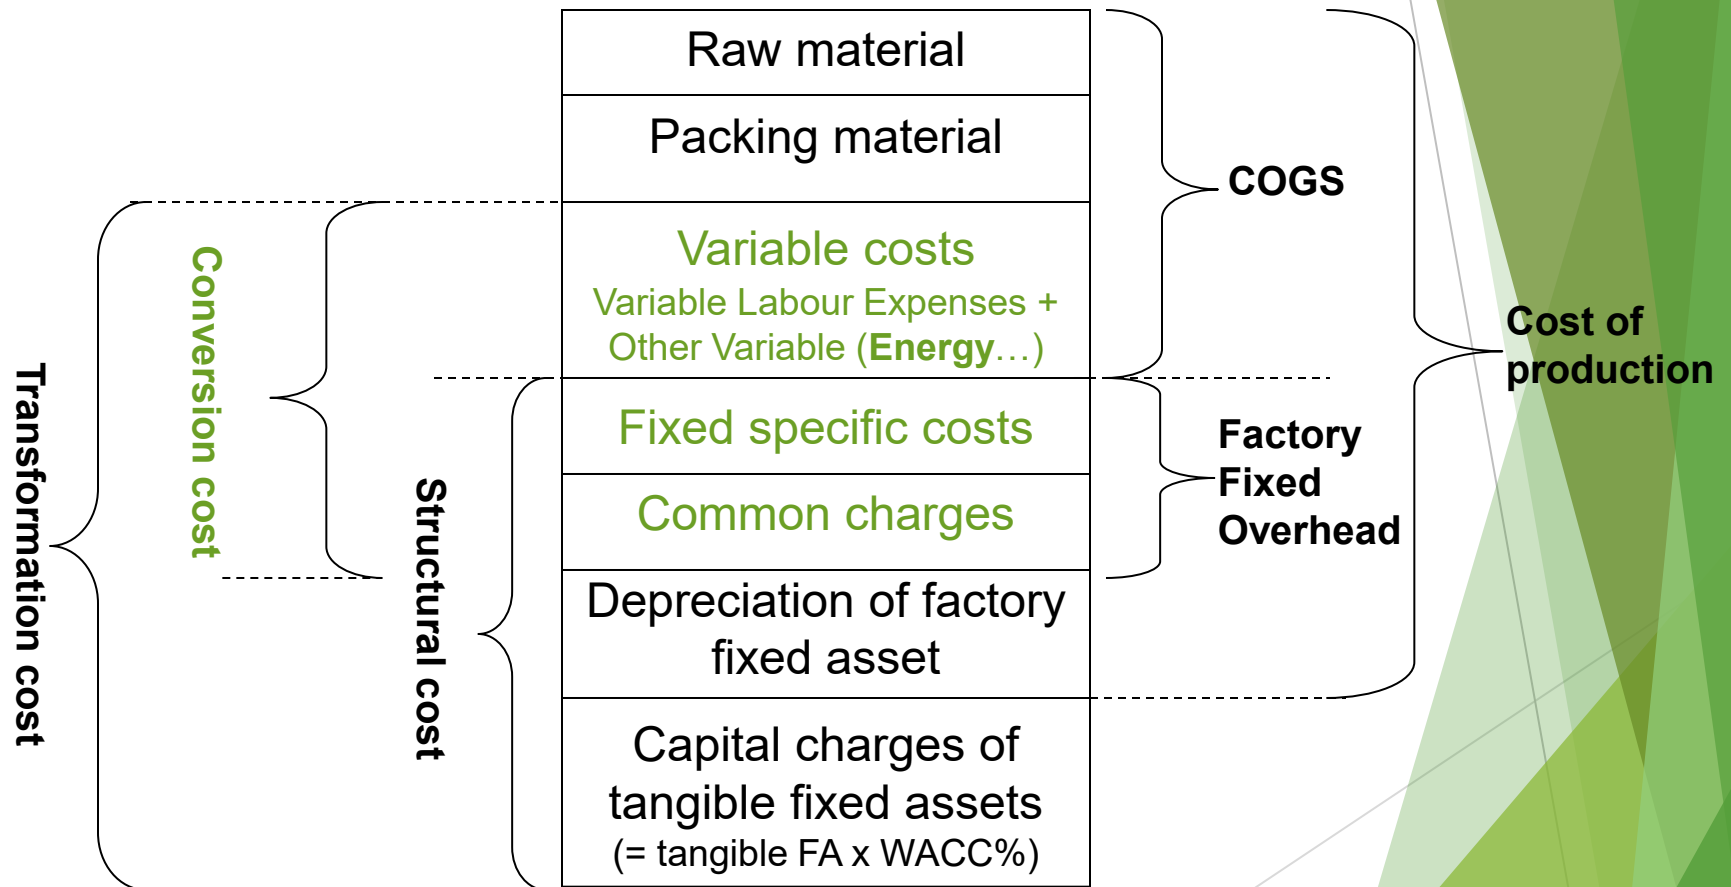 Raw material
Packing material
COGS
Variable costs
Variable Labour Expenses +
Other Variable (Energy…)
Conversion cost
Transformation cost
Cost of
production
Fixed specific costs
Factory
Fixed
Overhead
Common charges
Structural cost
Depreciation of factory
fixed asset
Capital charges of
tangible fixed assets
(= tangible FA x WACC%)